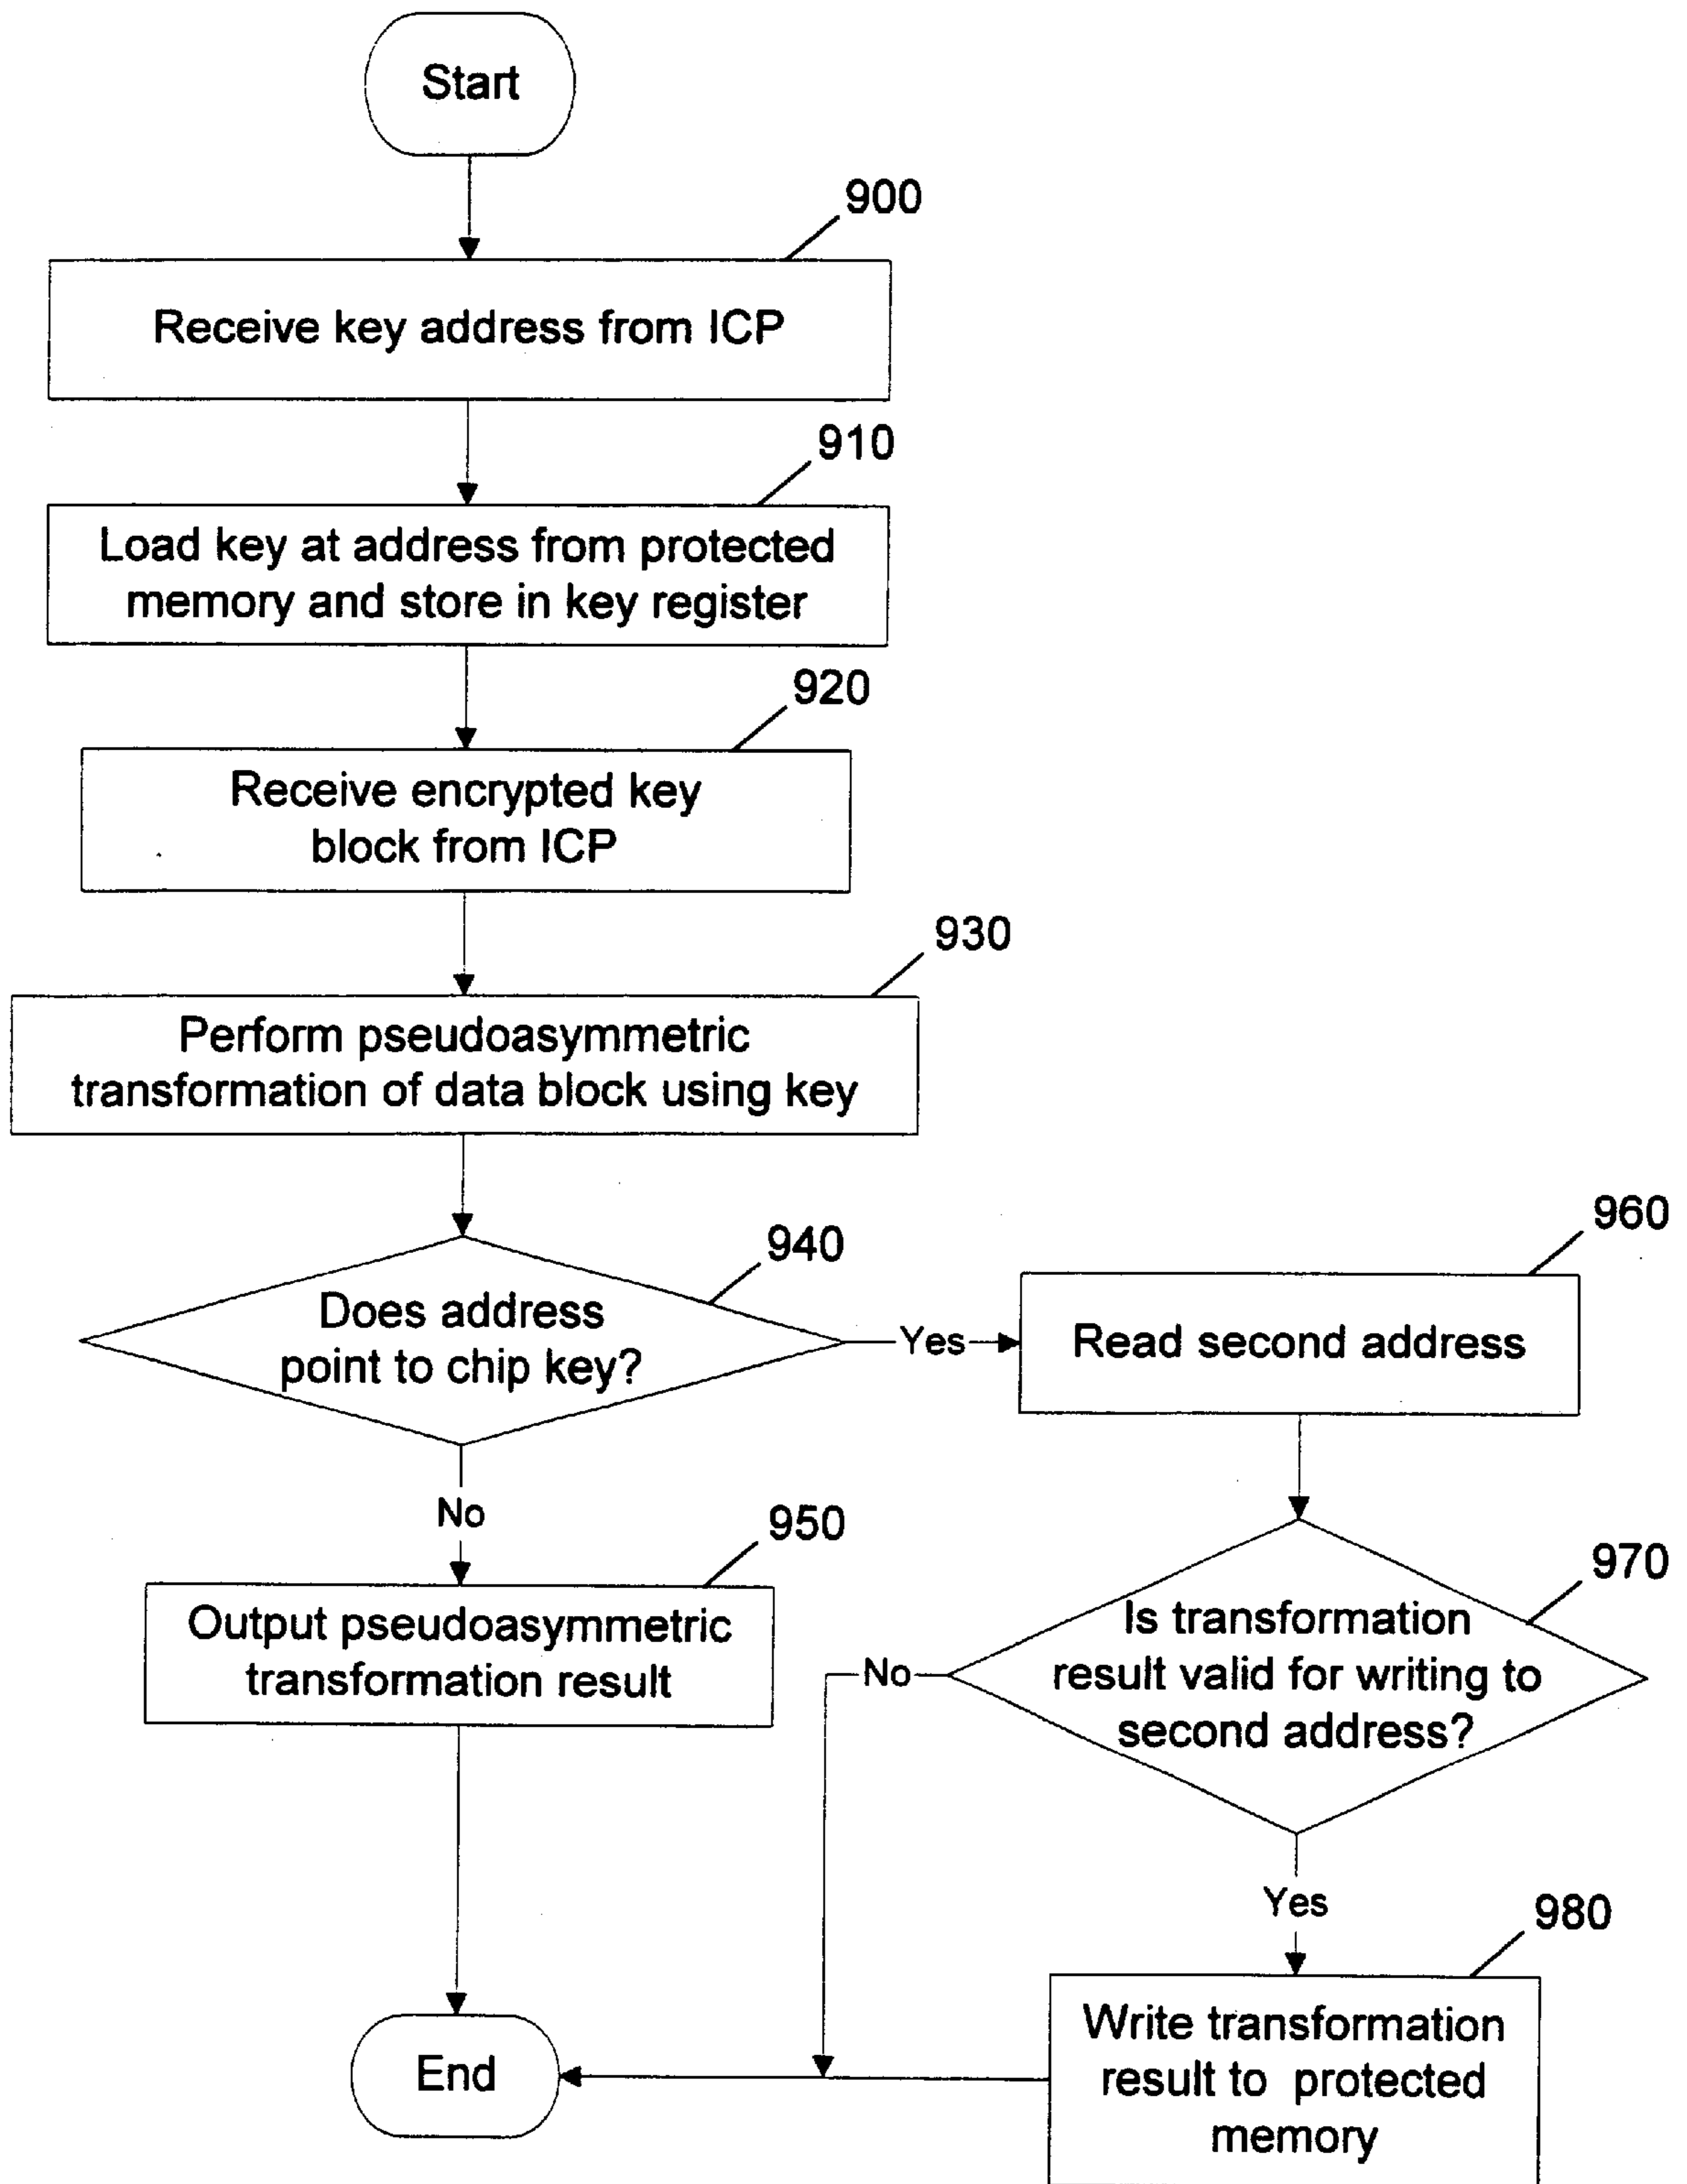 Start
900
Receive key address from ICP
910
Load key at address from protected
memory and store in key register
920
Receive encrypted key
block from ICP
930
Perform pseudoasymmetric
transformation of data block using key
940
Does address
point to chip key?
Yes
960
Read second address
No
950
Output pseudoasymmetric
transformation result
970
Is transformation
result valid for writing to
second address?
No
Yes
980
Write transformation
result to protected
memory
End